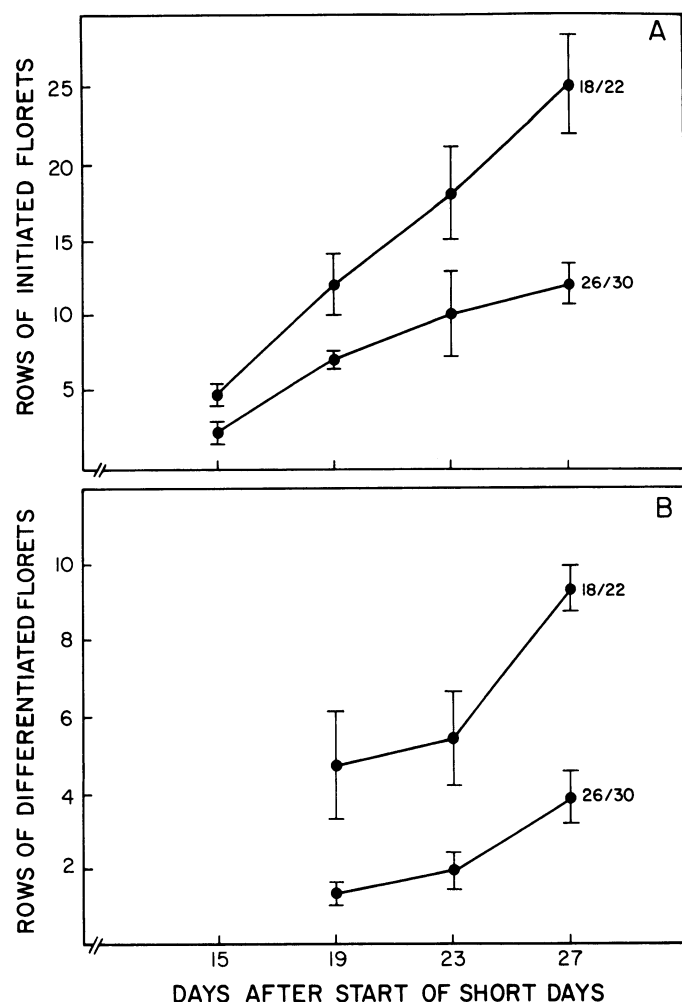 A
ROWS OF INITIATED FLORETS
25
20
15
10
5
18/22
26/30
B
ROWS OF DIFFERENTIATED FLORETS
10
8
6
4
2
18/22
26/30
15 19 23 27
DAYS AFTER START OF SHORT DAYS